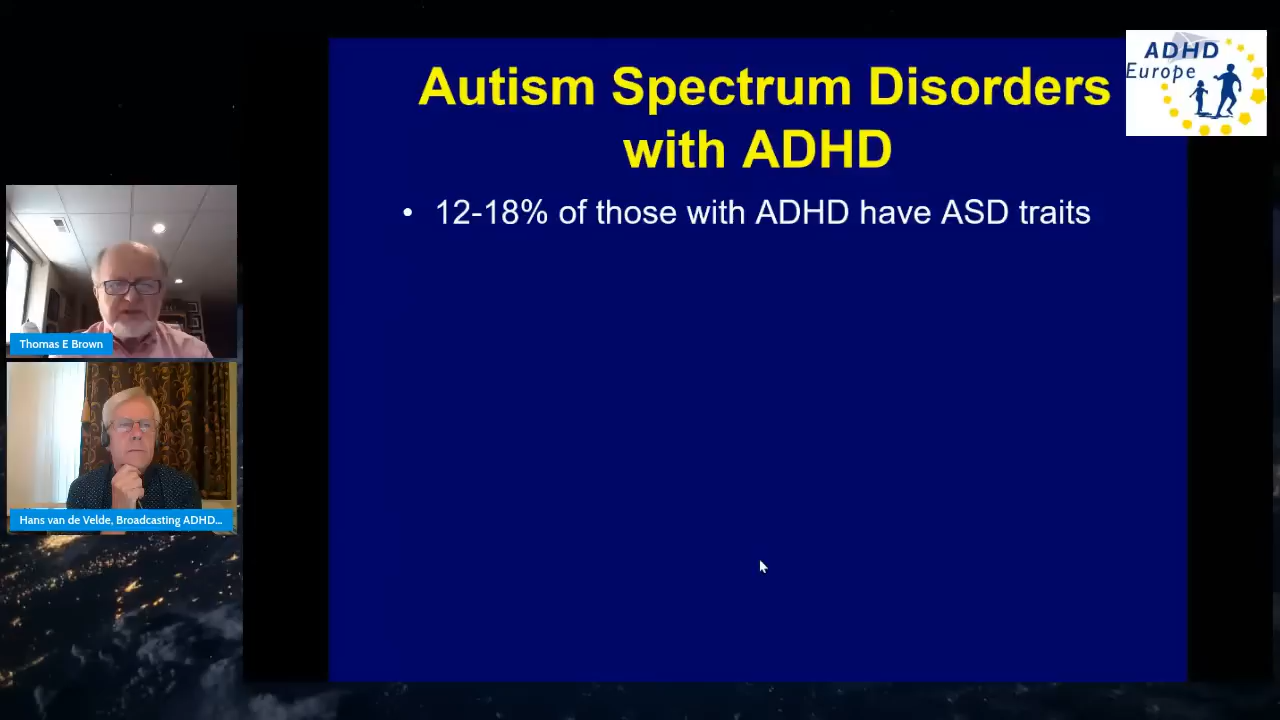 Autism Spectrum Disorders
with ADHD
• 12-18% of those with ADHD have ASD traits
ADHD
Europe
Thomas E Brown
Hans van de Velde, Broadcasting ADHD...